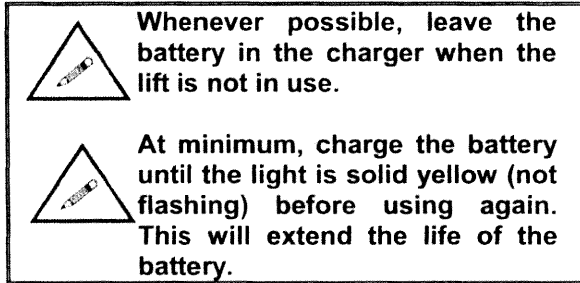 Whenever possible, leave the
battery in the charger when the
lift is not in use.
At minimum, charge the battery
until the light is solid yellow (not
flashing) before using again.
This will extend the life of the
battery.